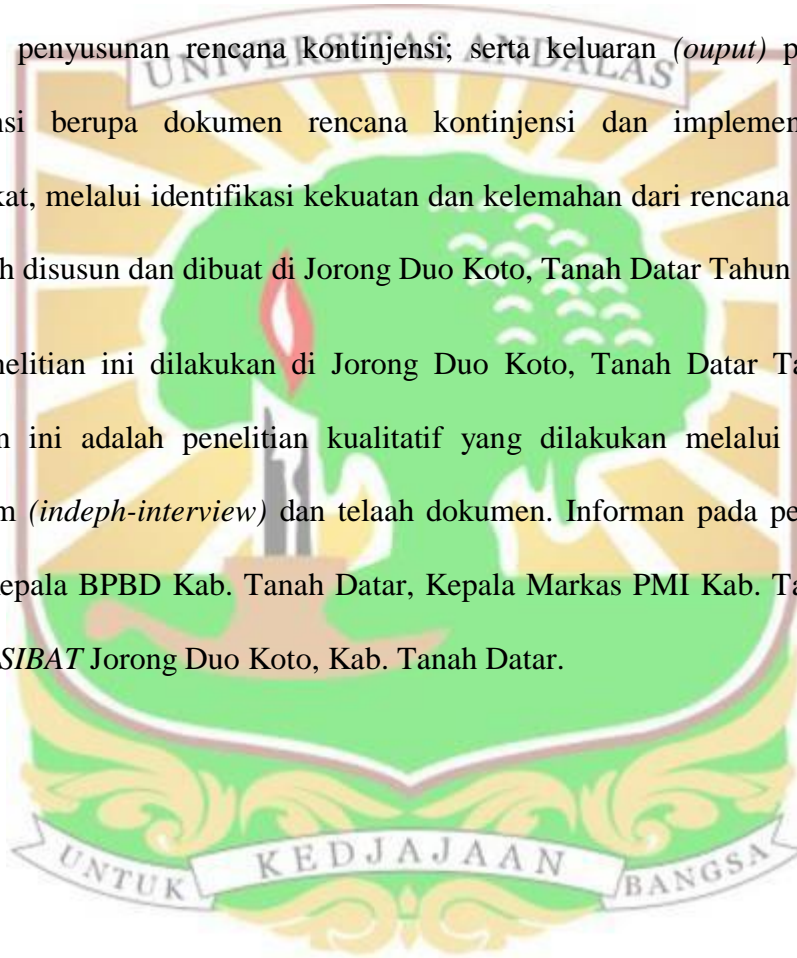 penyusunan rencana kontinjensi; serta keluaran (ouput) p
UNIVERSITAS ANDALAS
nsi berupa dokumen rencana kontinjensi dan implemen
kat, melalui identifikasi kekuatan dan kelemahan dari rencana
h disusun dan dibuat di Jorong Duo Koto, Tanah Datar Tahun
nelitian ini dilakukan di Jorong Duo Koto, Tanah Datar Ta
n ini adalah penelitian kualitatif yang dilakukan melalui
m (indeph-interview) dan telaah dokumen. Informan pada pe
epala BPBD Kab. Tanah Datar, Kepala Markas PMI Kab. Ta
SIBAT Jorong Duo Koto, Kab. Tanah Datar.
UNTUK KEDJAJAAN BANGSA